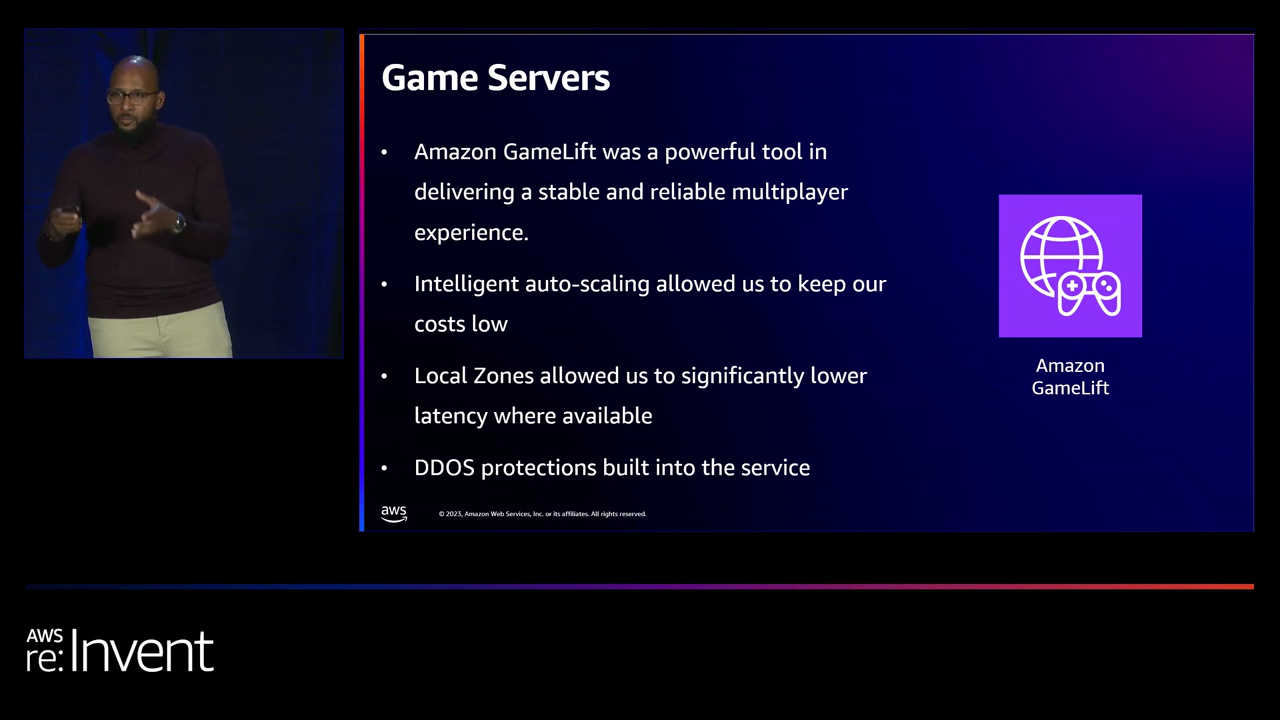 Game Servers
• Amazon GameLift was a powerful tool in
delivering a stable and reliable multiplayer
experience.
• Intelligent auto-scaling allowed us to keep our
costs low
• Local Zones allowed us to significantly lower
latency where available
• DDOS protections built into the service
Amazon
GameLift
aws
© 2023, Amazon Web Services, Inc. or its affiliates. All rights reserved.
AWS
re:Invent